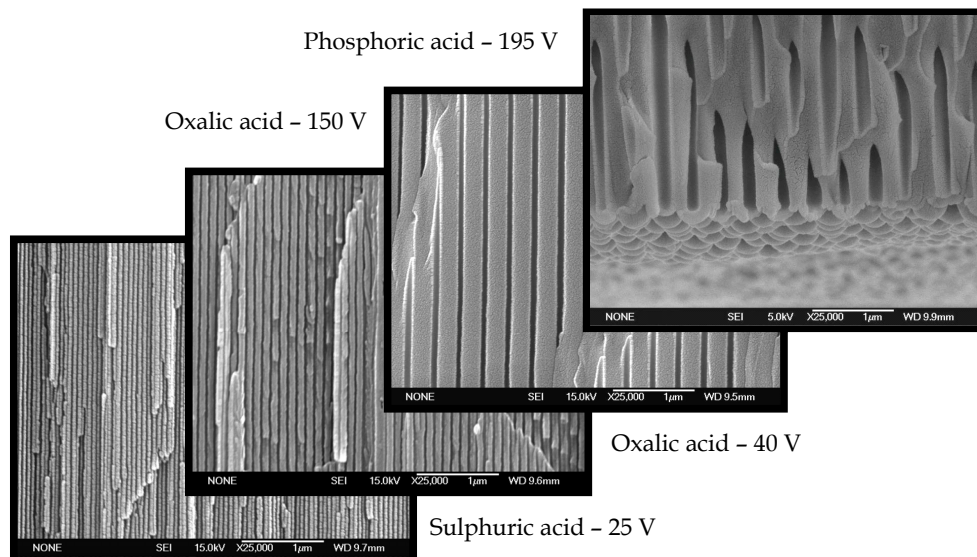 Phosphoric acid – 195 V
Oxalic acid – 150 V
NONE SEI 5.0kV X25,000 1μm WD 9.9mm
NONE SEI 15.0kV X25,000 1μm WD 9.5mm
Oxalic acid – 40 V
NONE SEI 15.0kV X25,000 1μm WD 9.6mm
Sulphuric acid – 25 V
NONE SEI 15.0kV X25,000 1μm WD 9.7mm